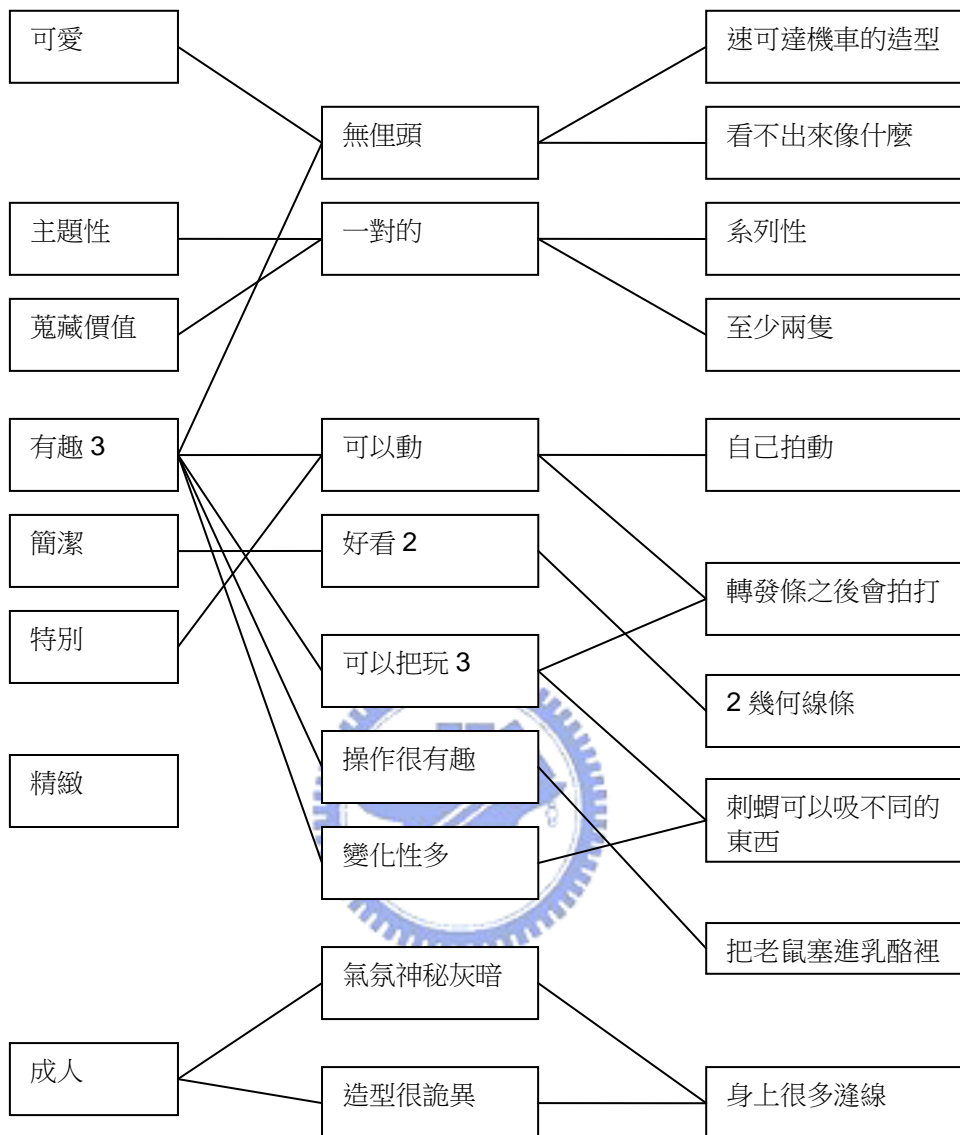 可愛
速可達機車的造型
無俚頭
看不出來像什麼
主題性
一對的
系列性
蒐藏價值
至少兩隻
有趣 3
可以動
自己拍動
簡潔
好看 2
轉發條之後會拍打
特別
可以把玩 3
2 幾何線條
操作很有趣
精緻
刺蝟可以吸不同的
東西
變化性多
把老鼠塞進乳酪裡
氣氛神秘灰暗
成人
造型很詭異
身上很多漨線